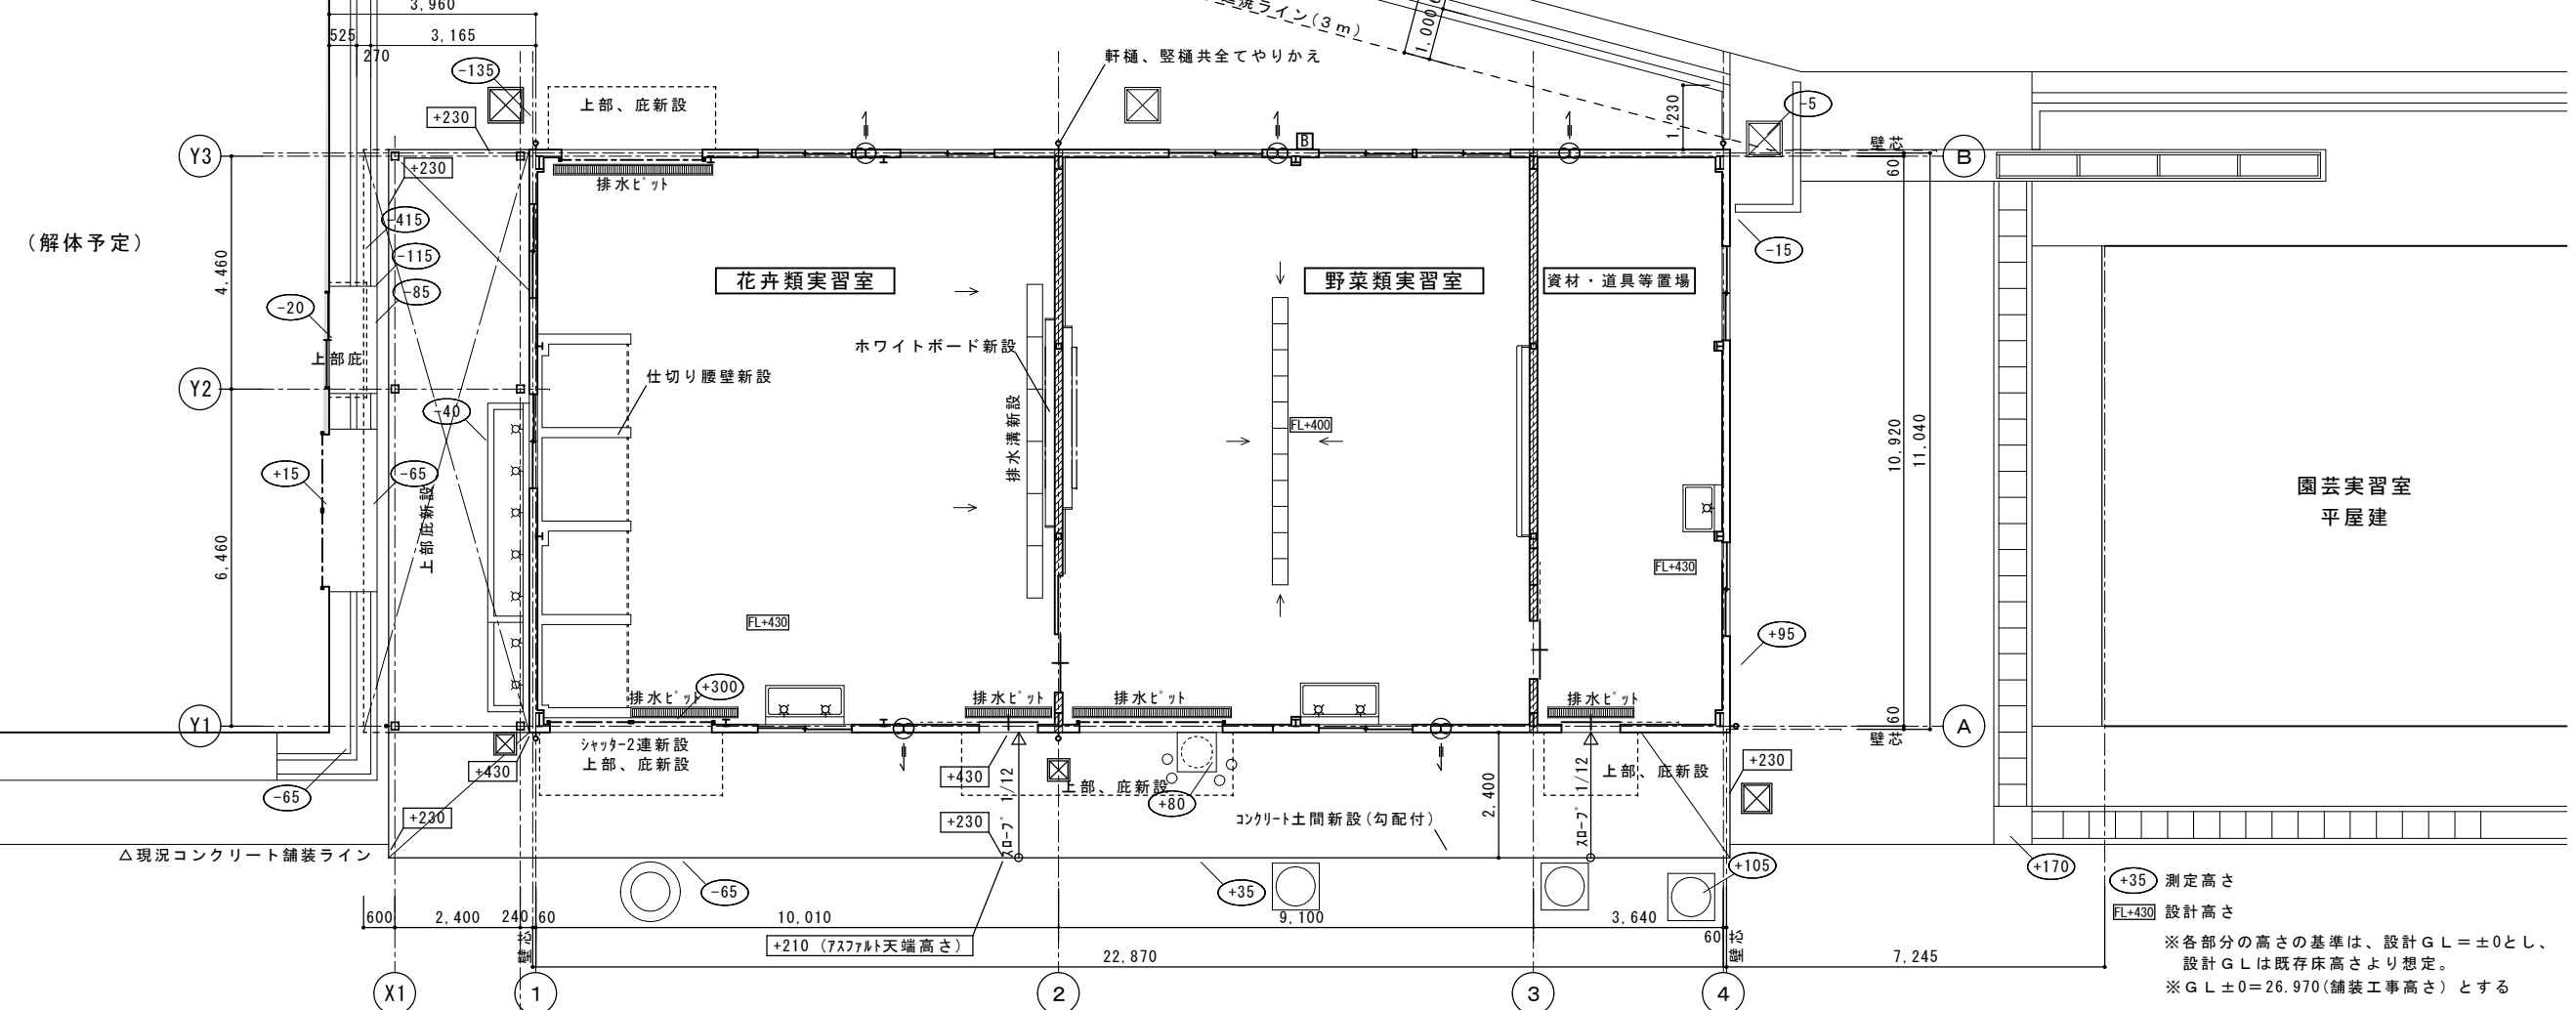 3,960
525
3,165
270
-135
+230
上部、庇新設
軒樋、竪樋共全てやりかえ
延焼ライン(3ｍ)
1,000
1,230
-5
壁芯
60
B
Y3
+230
排水ﾋﾟｯﾄ
B
-415
-115
-85
-15
(解体予定)
4,460
-20
花卉類実習室
野菜類実習室
資材・道具等置場
上部庇
ホワイトボード新設
仕切り腰壁新設
Y2
-40
排水溝新設
FL+400
10,920
11,040
+15
-65
上部庇新設
園芸実習室
平屋建
6,460
FL+430
FL+430
+95
排水ﾋﾟｯﾄ
+300
排水ﾋﾟｯﾄ
排水ﾋﾟｯﾄ
排水ﾋﾟｯﾄ
Y1
60
壁芯
A
ｼｬｯﾀｰ2連新設
上部、庇新設
+430
+430
ｽﾛｰﾌﾟ 1/12
上部、庇新設
+80
2,400
ｽﾛｰﾌﾟ 1/12
上部、庇新設
+230
-65
+230
+230
ｺﾝｸﾘｰﾄ土間新設(勾配付)
△現況コンクリート舗装ライン
-65
+35
+105
+170
+35 測定高さ
FL+430 設計高さ
600
2,400
240
60
10,010
9,100
3,640
60
壁芯
壁芯
+210 (ｱｽﾌｧﾙﾄ天端高さ)
22,870
7,245
※各部分の高さの基準は、設計ＧＬ＝±0とし、
設計ＧＬは既存床高さより想定。
※ＧＬ±0＝26.970(舗装工事高さ) とする
X1
1
2
3
4